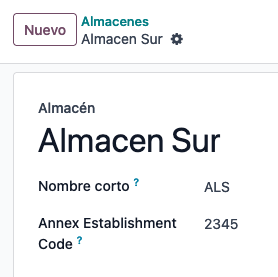 Nuevo
Almacenes
Almacen Sur
Almacén
Almacen Sur
Nombre corto ?
ALS
Annex Establishment
Code ?
2345